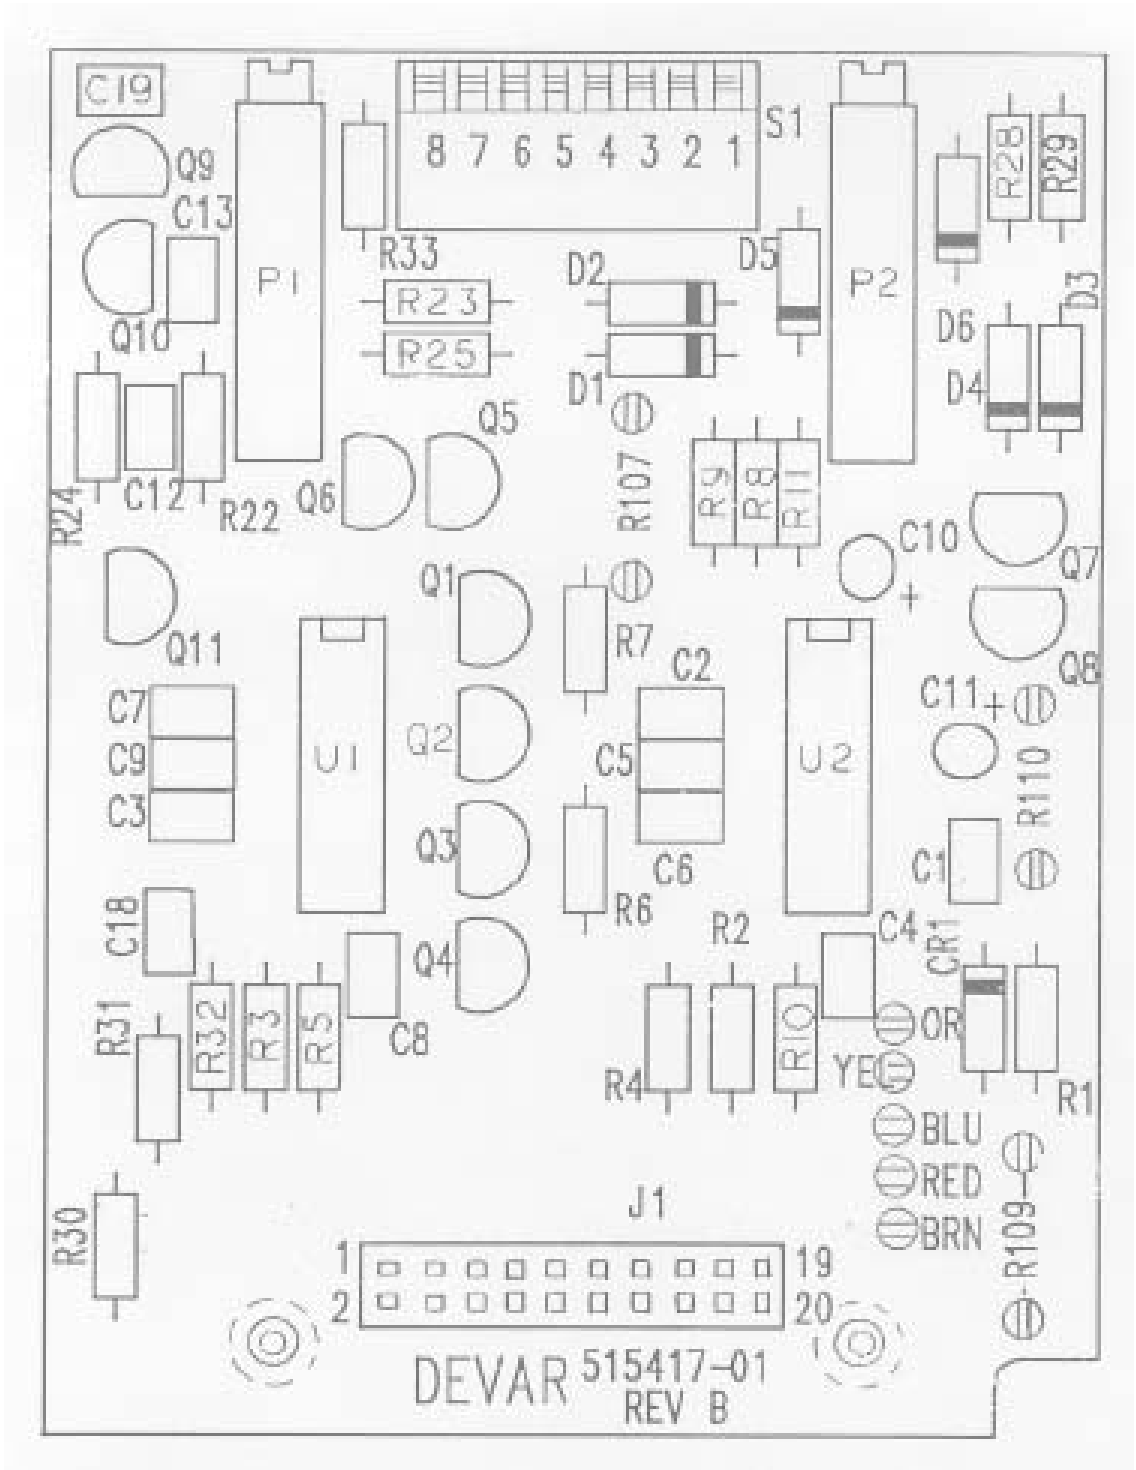 C19
Q9
C13
Q10
P1
R33
8 7 6 5 4 3 2 1
S1
R23
R25
D2
D1
D5
P2
R28
R29
D3
D6
D4
R24
C12
R22
Q6
Q5
R107
R9
R8
R11
C10
+
Q7
Q8
Q11
Q1
R7
C2
C11
+
C7
C9
C3
U1
Q2
C5
U2
R110
Q3
C6
C1
C18
Q4
R6
R2
C4
CR1
R31
R32
R3
R5
C8
R4
R10
OR
YE
BLU
RED
BRN
R1
R109
R30
J1
1
19
2
20
DEVAR 515417-01
REV B